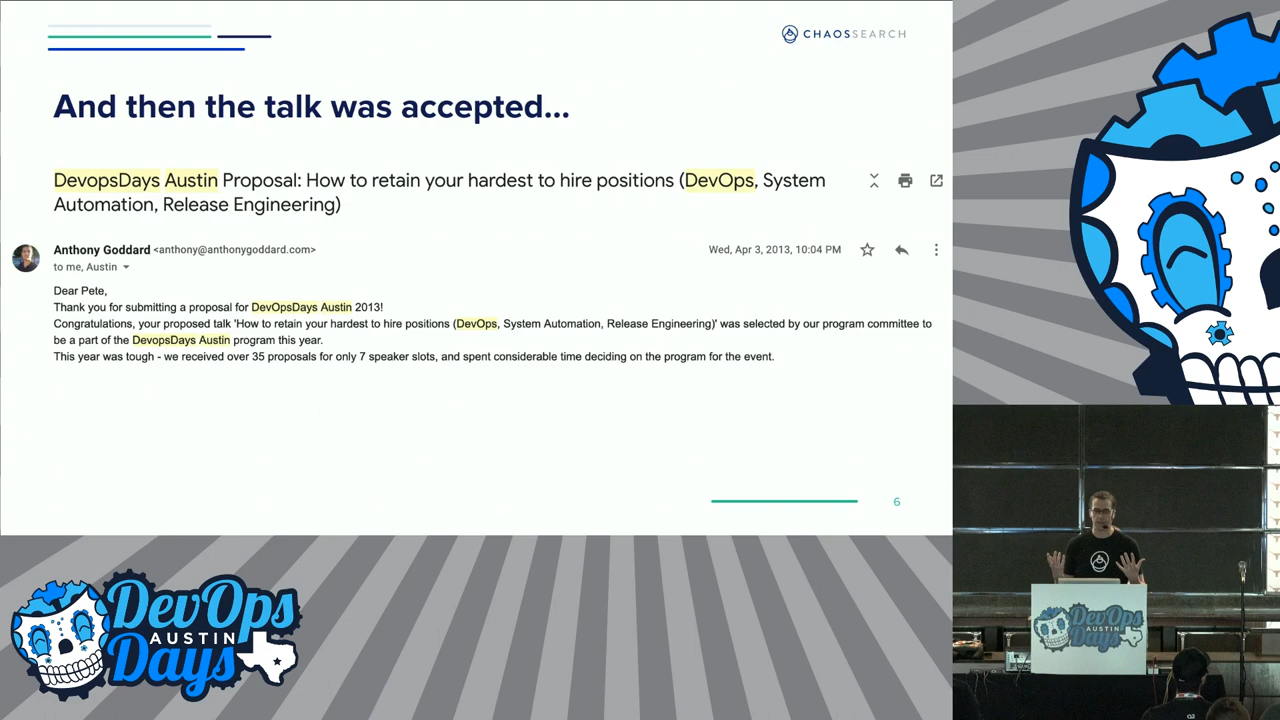 CHAOSSEARCH
And then the talk was accepted...
DevopsDays Austin Proposal: How to retain your hardest to hire positions (DevOps, System
Automation, Release Engineering)
Anthony Goddard <anthony@anthonygoddard.com>
Wed, Apr 3, 2013, 10:04 PM
to me, Austin
Dear Pete,
Thank you for submitting a proposal for DevOpsDays Austin 2013!
Congratulations, your proposed talk 'How to retain your hardest to hire positions (DevOps, System Automation, Release Engineering)' was selected by our program committee to
be a part of the DevopsDays Austin program this year.
This year was tough - we received over 35 proposals for only 7 speaker slots, and spent considerable time deciding on the program for the event.
6
DevOps
AUSTIN
Days
DevOps
AUSTIN
Days